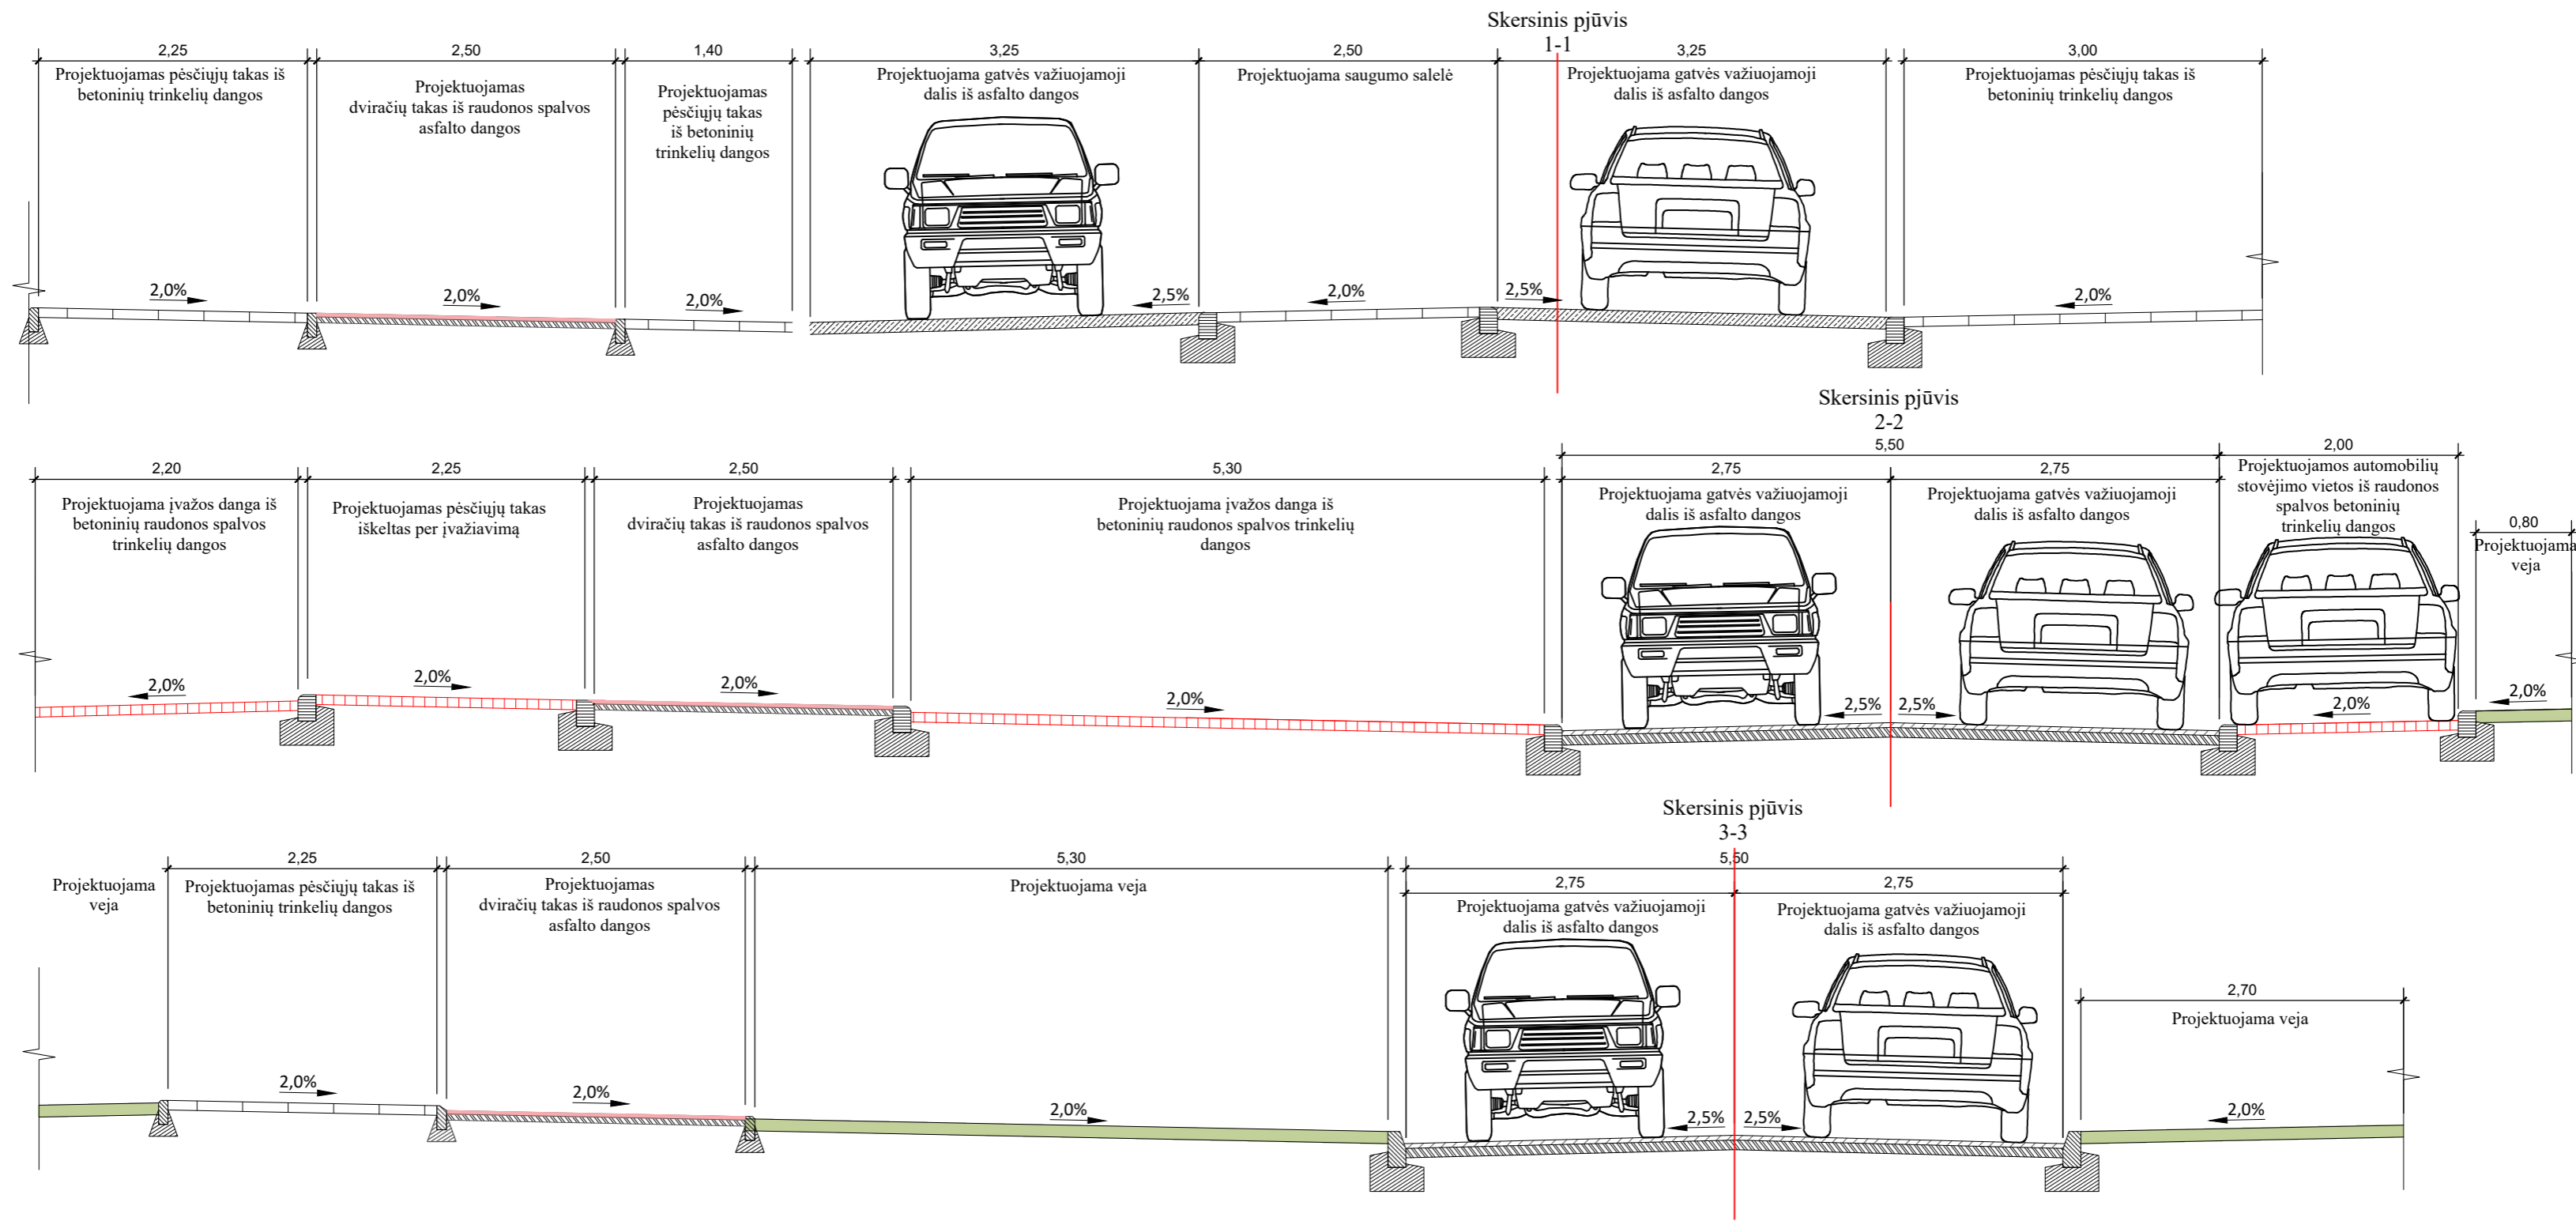 Skersinis pjūvis
1-1
2,25
2,50
1,40
3,25
2,50
3,25
3,00
Projektuojamas pėsčiųjų takas iš
betoninių trinkelių dangos
Projektuojamas
dviračių takas iš raudonos spalvos
asfalto dangos
Projektuojamas
pėsčiųjų takas
iš betoninių
trinkelių dangos
Projektuojama gatvės važiuojamoji
dalis iš asfalto dangos
Projektuojama saugumo salelė
Projektuojama gatvės važiuojamoji
dalis iš asfalto dangos
Projektuojamas pėsčiųjų takas iš
betoninių trinkelių dangos
2,0%
2,0%
2,0%
2,5%
2,0%
2,5%
2,0%
Skersinis pjūvis
2-2
5,50
2,00
2,20
2,25
2,50
5,30
2,75
2,75
0,80
Projektuojama įvažos danga iš
betoninių raudonos spalvos
trinkelių dangos
Projektuojamas pėsčiųjų takas
iškeltas per įvažiavimą
Projektuojamas
dviračių takas iš raudonos spalvos
asfalto dangos
Projektuojama įvažos danga iš
betoninių raudonos spalvos trinkelių
dangos
Projektuojama gatvės važiuojamoji
dalis iš asfalto dangos
Projektuojama gatvės važiuojamoji
dalis iš asfalto dangos
Projektuojamos automobilių
stovėjimo vietos iš raudonos
spalvos betoninių
trinkelių dangos
Projektuojama
veja
2,0%
2,0%
2,0%
2,0%
2,5%
2,5%
2,0%
2,0%
Skersinis pjūvis
3-3
2,25
2,50
5,30
5,50
2,75
2,75
2,70
Projektuojama
veja
Projektuojamas pėsčiųjų takas iš
betoninių trinkelių dangos
Projektuojamas
dviračių takas iš raudonos spalvos
asfalto dangos
Projektuojama veja
Projektuojama gatvės važiuojamoji
dalis iš asfalto dangos
Projektuojama gatvės važiuojamoji
dalis iš asfalto dangos
Projektuojama veja
2,0%
2,0%
2,0%
2,5%
2,5%
2,0%